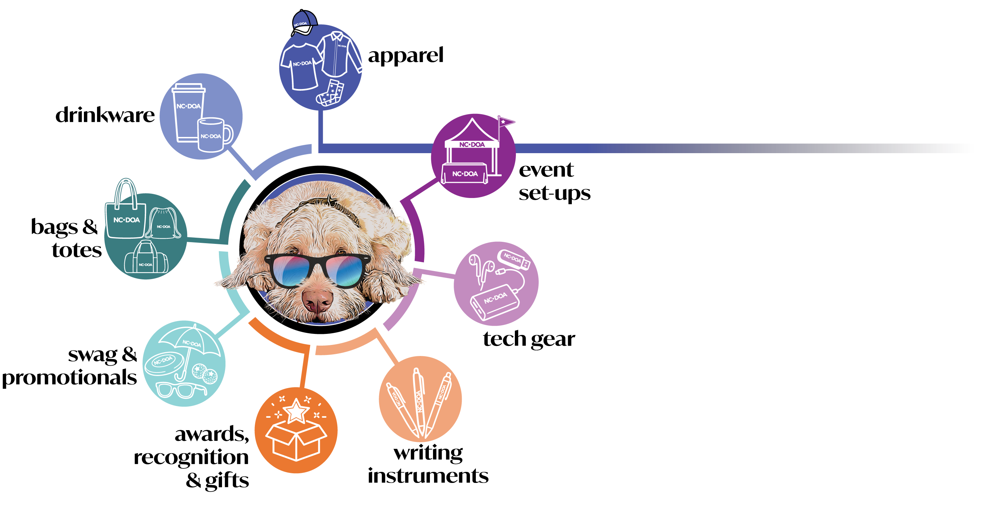 NC★DOA
NC★DOA
NC★DOA
apparel
NC★DOA
NC★DOA
drinkware
NC★DOA
NC★DOA
event
set-ups
NC★DOA
NC★DOA
NC★DOA
bags &
totes
NC★DOA
NC★DOA
tech gear
NC★DOA
NC★DOA
swag &
promotionals
NC★DOA
NC★DOA
NC★DOA
writing
instruments
awards,
recognition
& gifts